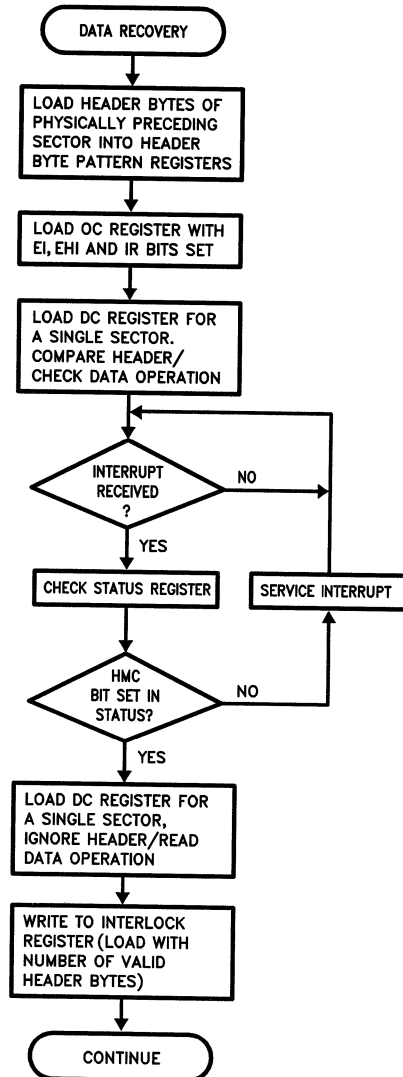 DATA RECOVERY
LOAD HEADER BYTES OF
PHYSICALLY PRECEDING
SECTOR INTO HEADER
BYTE PATTERN REGISTERS
LOAD OC REGISTER WITH
EI, EHI AND IR BITS SET
LOAD DC REGISTER FOR
A SINGLE SECTOR.
COMPARE HEADER/
CHECK DATA OPERATION
INTERRUPT
RECEIVED
?
NO
YES
CHECK STATUS REGISTER
SERVICE INTERRUPT
HMC
BIT SET IN
STATUS?
NO
YES
LOAD DC REGISTER FOR
A SINGLE SECTOR,
IGNORE HEADER/READ
DATA OPERATION
WRITE TO INTERLOCK
REGISTER (LOAD WITH
NUMBER OF VALID
HEADER BYTES)
CONTINUE